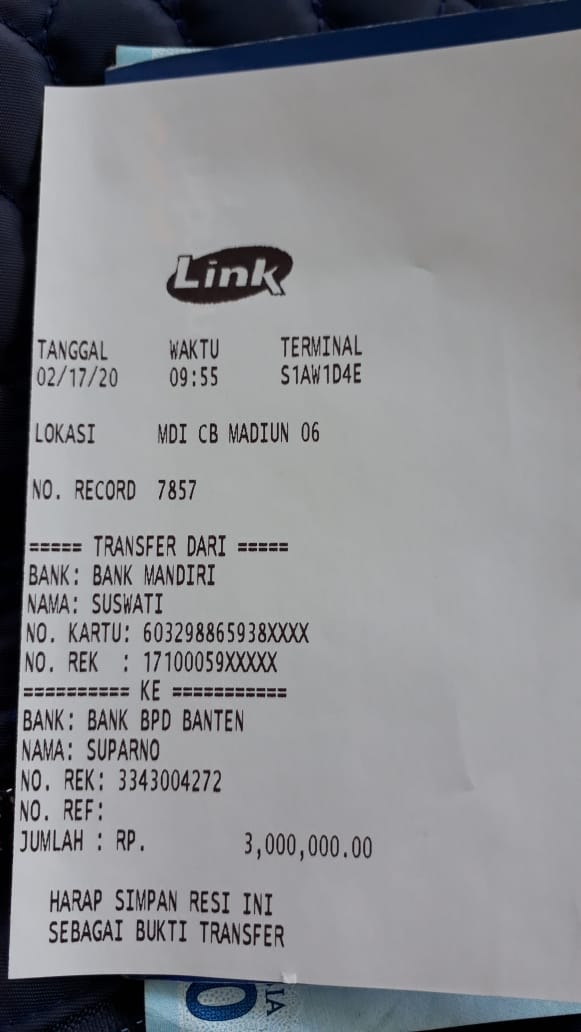 Link
TANGGAL WAKTU TERMINAL
02/17/20 09:55 S1AW1D4E
LOKASI MDI CB MADIUN 06
NO. RECORD 7857
===== TRANSFER DARI =====
BANK: BANK MANDIRI
NAMA: SUSWATI
NO. KARTU: 603298865938XXXX
NO. REK : 17100059XXXXX
========== KE ===========
BANK: BANK BPD BANTEN
NAMA: SUPARNO
NO. REK: 3343004272
NO. REF:
JUMLAH : RP. 3,000,000.00
HARAP SIMPAN RESI INI
SEBAGAI BUKTI TRANSFER